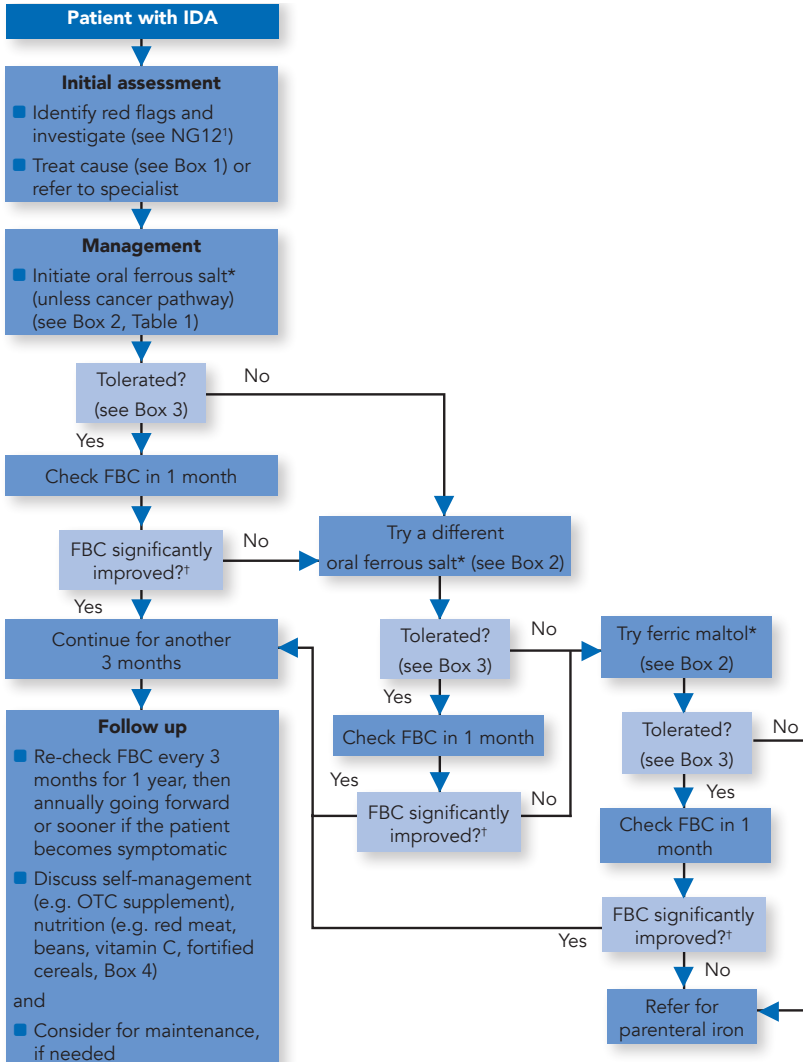 Patient with IDA
Initial assessment
Identify red flags and
investigate (see NG12¹)
Treat cause (see Box 1) or
refer to specialist
Management
Initiate oral ferrous salt*
(unless cancer pathway)
(see Box 2, Table 1)
Tolerated?
(see Box 3)
No
Yes
Check FBC in 1 month
FBC significantly
improved?†
No
Yes
Try a different
oral ferrous salt* (see Box 2)
Tolerated?
(see Box 3)
No
Yes
Check FBC in 1 month
FBC significantly
improved?†
Yes
No
Try ferric maltol*
(see Box 2)
Tolerated?
(see Box 3)
No
Yes
Check FBC in 1
month
FBC significantly
improved?†
Yes
No
Refer for
parenteral iron
Continue for another
3 months
Follow up
Re-check FBC every 3
months for 1 year, then
annually going forward
or sooner if the patient
becomes symptomatic
Discuss self-management
(e.g. OTC supplement),
nutrition (e.g. red meat,
beans, vitamin C, fortified
cereals, Box 4)
and
Consider for maintenance,
if needed